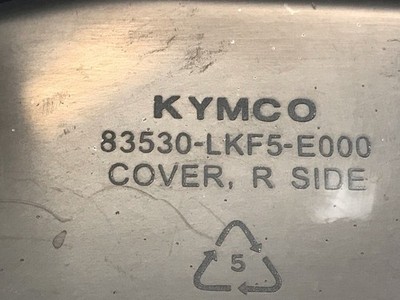 KYMCO
83530-LKF5-E000
COVER, R SIDE
5